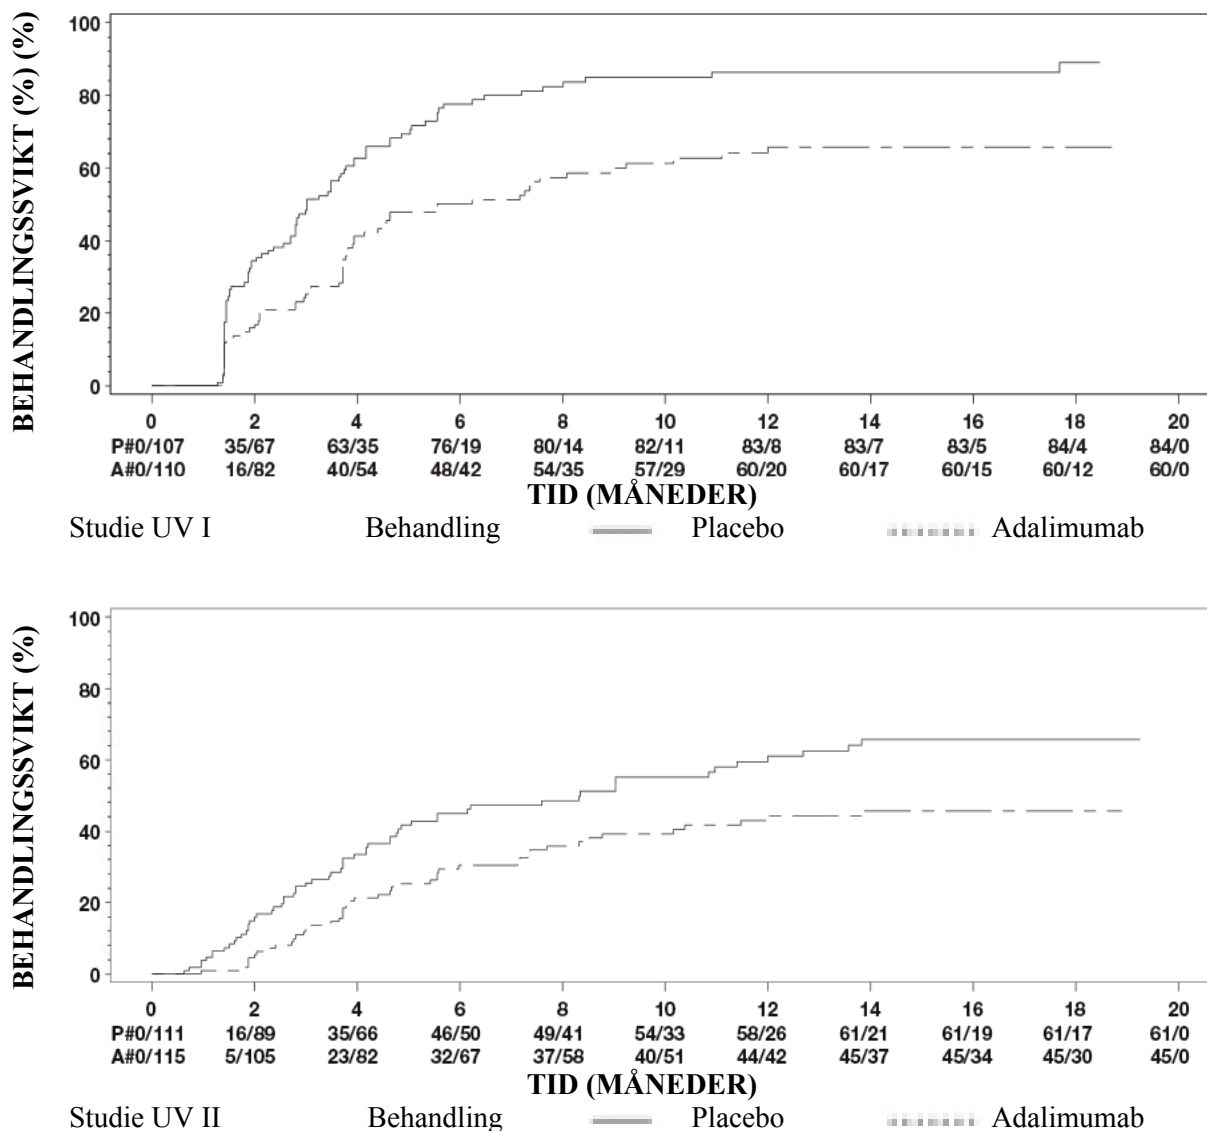 BEHANDLINGSSVIKT (%) (%)
100
80
60
40
20
0
0 2 4 6 8 10 12 14 16 18 20
P#0/107 35/67 63/35 76/19 80/14 82/11 83/8 83/7 83/5 84/4 84/0
A#0/110 16/82 40/54 48/42 54/35 57/29 60/20 60/17 60/15 60/12 60/0
TID (MÅNEDER)
Studie UV I Behandling Placebo Adalimumab
BEHANDLINGSSVIKT (%)
100
80
60
40
20
0
0 2 4 6 8 10 12 14 16 18 20
P#0/111 16/89 35/66 46/50 49/41 54/33 58/26 61/21 61/19 61/17 61/0
A#0/115 5/105 23/82 32/67 37/58 40/51 44/42 45/37 45/34 45/30 45/0
TID (MÅNEDER)
Studie UV II Behandling Placebo Adalimumab